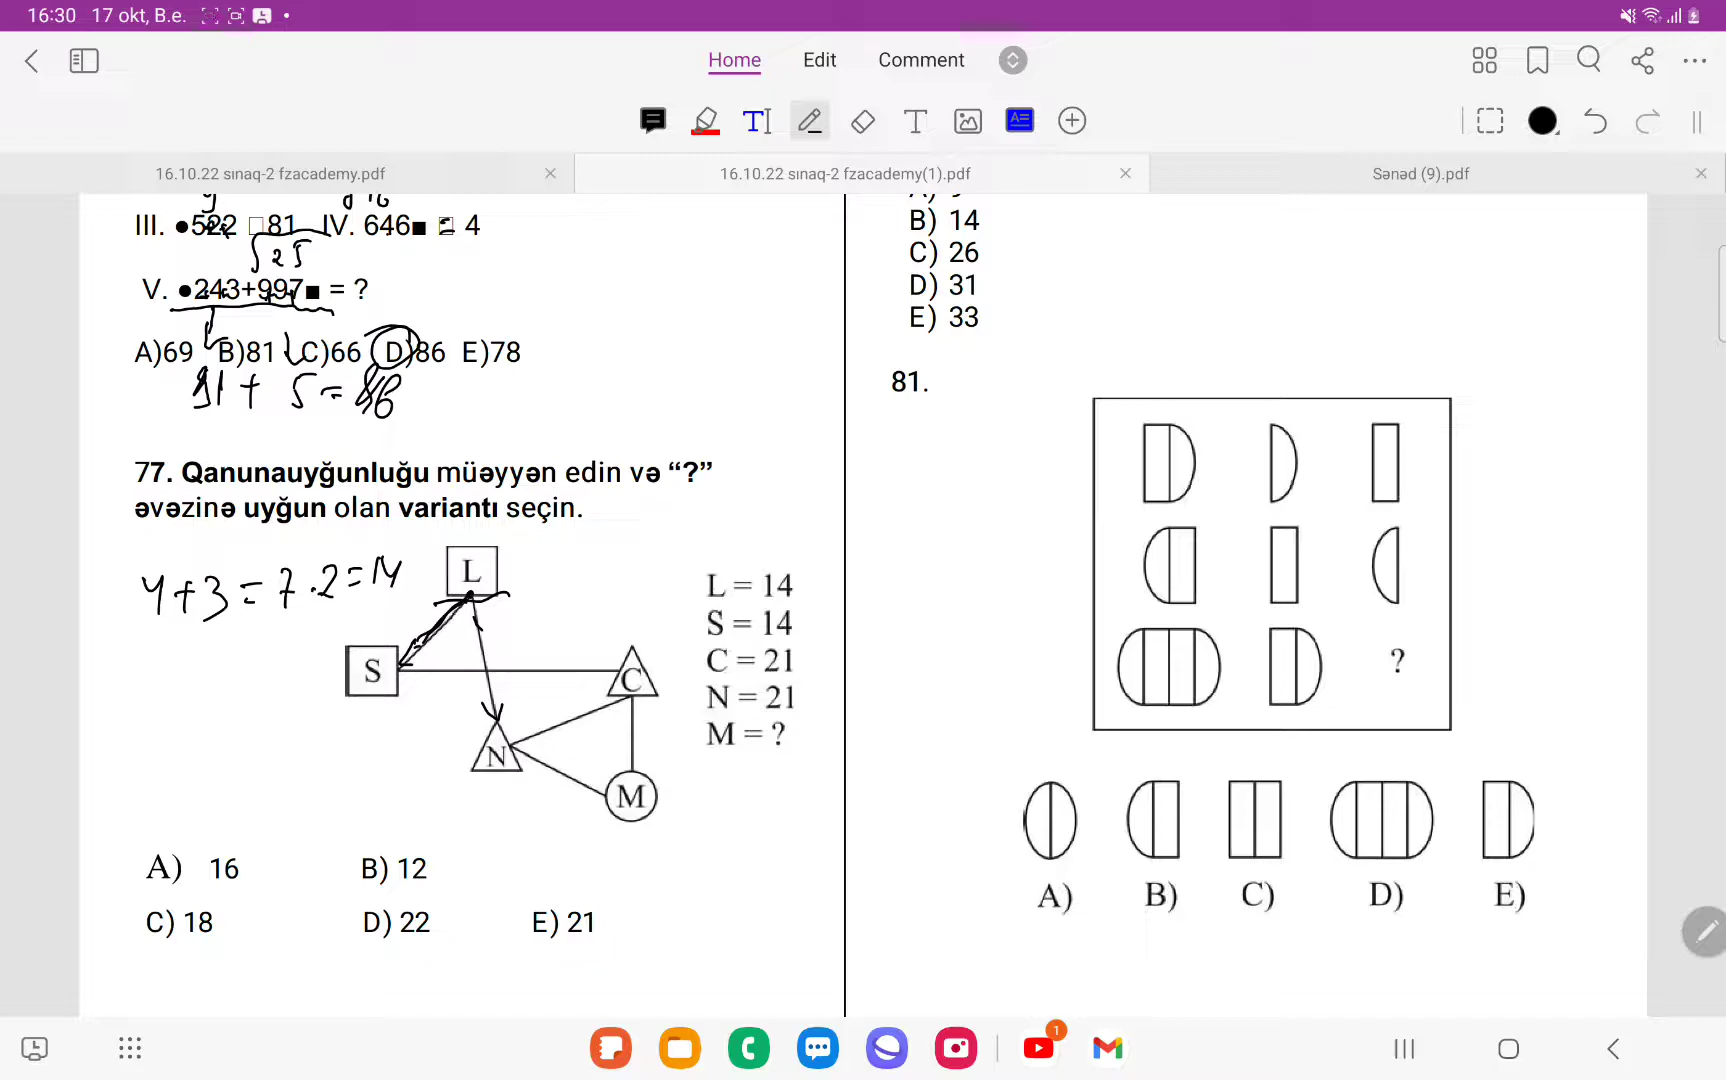 16:30 17 okt, B.e.
Home Edit Comment
16.10.22 sınaq-2 fzacademy.pdf
16.10.22 sınaq-2 fzacademy(1).pdf
Sənəd (9).pdf
III. ●522 □81 IV. 646■ = 4
√25
V. ●243+997■ = ?
A)69 B)81 C)66 D)86 E)78
81 + 5 = 86
77. Qanunauyğunluğu müəyyən edin və “?”
əvəzinə uyğun olan variantı seçin.
4+3=7.2=14
L
S
C
N
M
L = 14
S = 14
C = 21
N = 21
M = ?
A) 16 B) 12
C) 18 D) 22 E) 21
B) 14
C) 26
D) 31
E) 33
81.
?
A) B) C) D) E)
1